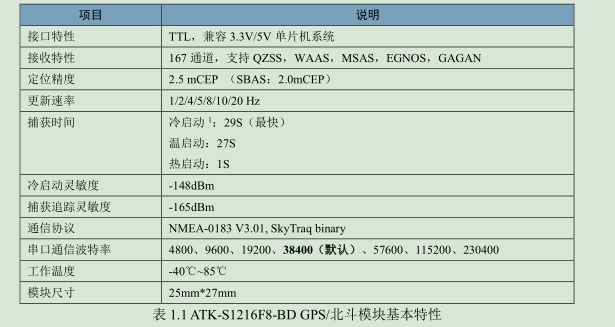 项目 说明
接口特性 TTL，兼容 3.3V/5V 单片机系统
接收特性 167 通道，支持 QZSS，WAAS，MSAS，EGNOS，GAGAN
定位精度 2.5 mCEP （SBAS：2.0mCEP）
更新速率 1/2/4/5/8/10/20 Hz
捕获时间 冷启动¹：29S（最快）
温启动：27S
热启动：1S
冷启动灵敏度 -148dBm
捕获追踪灵敏度 -165dBm
通信协议 NMEA-0183 V3.01, SkyTraq binary
串口通信波特率 4800、9600、19200、38400（默认）、57600、115200、230400
工作温度 -40℃~85℃
模块尺寸 25mm*27mm
表 1.1 ATK-S1216F8-BD GPS/北斗模块基本特性